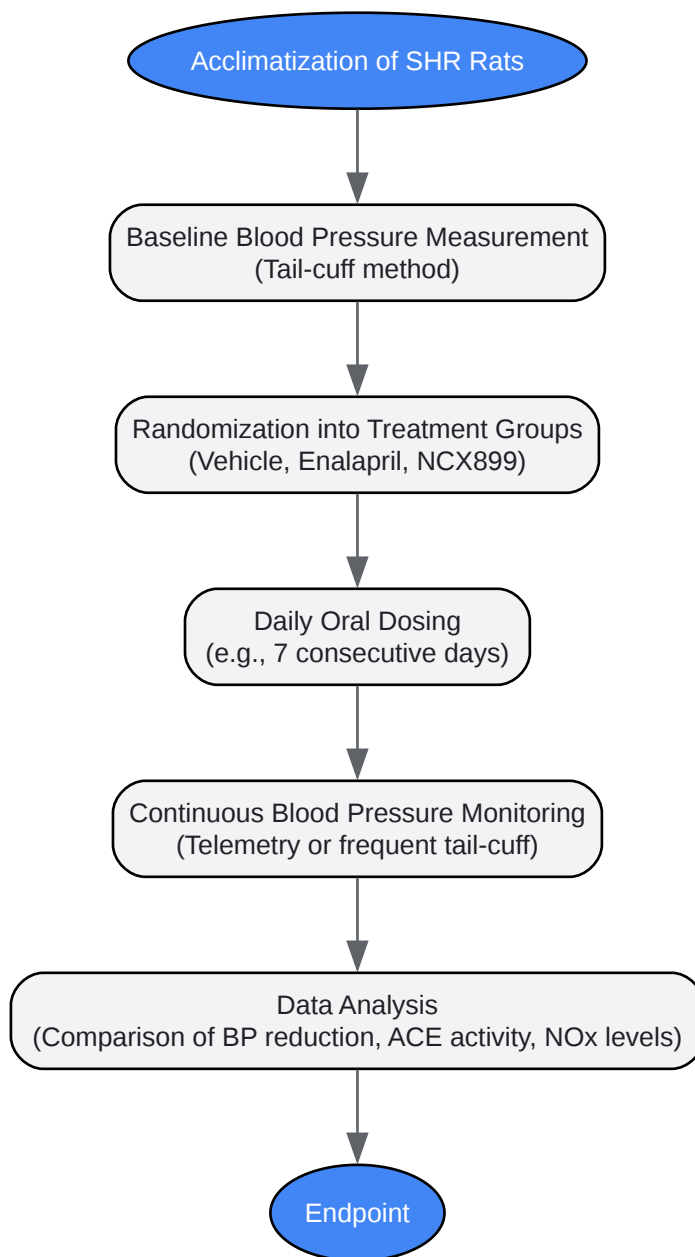 Acclimatization of SHR Rats
Baseline Blood Pressure Measurement
(Tail-cuff method)
Randomization into Treatment Groups
(Vehicle, Enalapril, NCX899)
Daily Oral Dosing
(e.g., 7 consecutive days)
Continuous Blood Pressure Monitoring
(Telemetry or frequent tail-cuff)
Data Analysis
(Comparison of BP reduction, ACE activity, NOx levels)
Endpoint